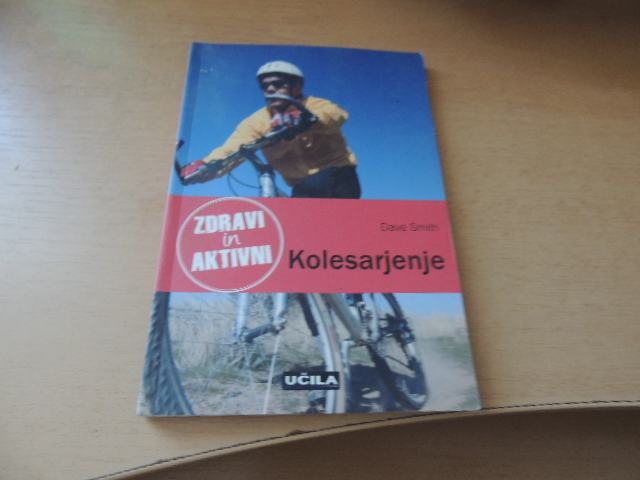 ZDRAVI
in
AKTIVNI
Dave Smith
Kolesarjenje
UČILA